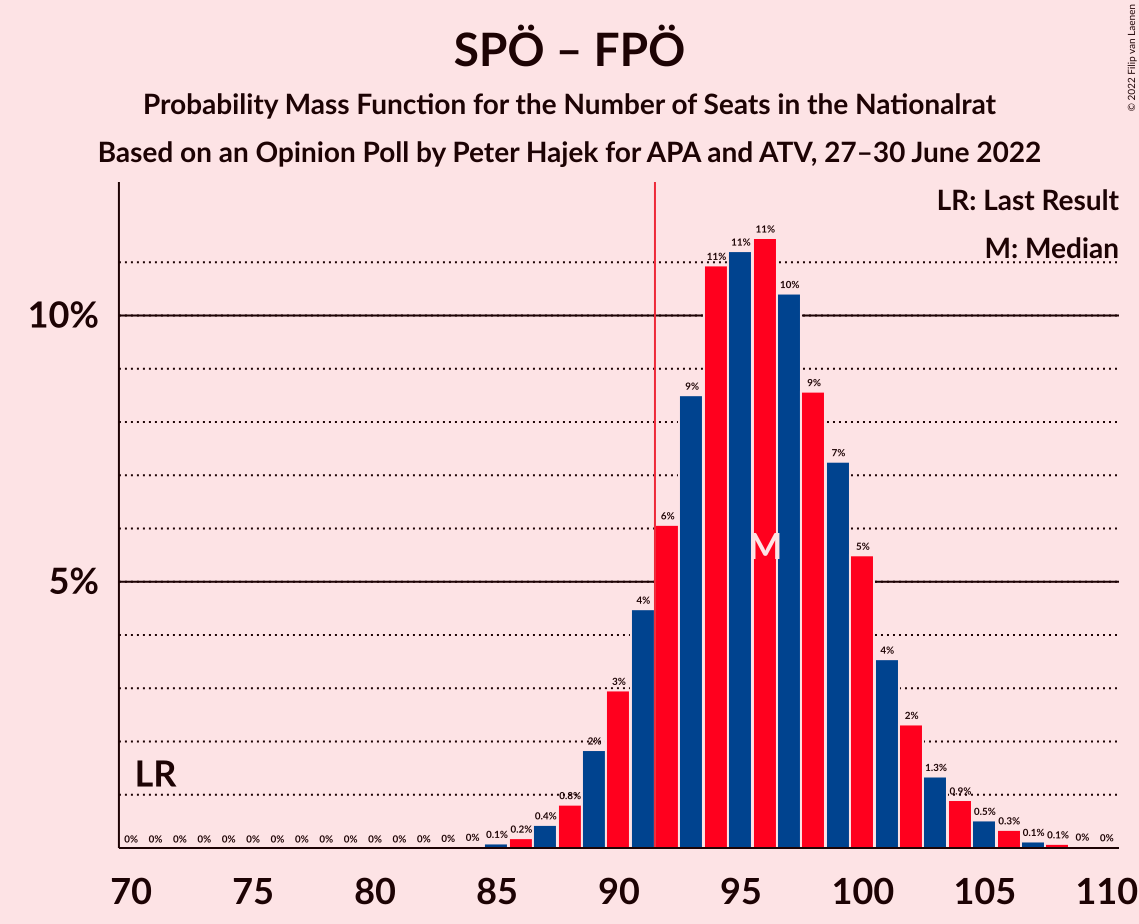 © 2022 Filip van Laenen
SPÖ – FPÖ
Probability Mass Function for the Number of Seats in the Nationalrat
Based on an Opinion Poll by Peter Hajek for APA and ATV, 27–30 June 2022
LR: Last Result
M: Median
10%
5%
LR
M
0% 0% 0% 0% 0% 0% 0% 0% 0% 0% 0% 0% 0% 0% 0% 0.1% 0.2% 0.4% 0.8% 2% 3% 4% 6% 9% 11% 11% 11% 10% 9% 7% 5% 4% 2% 1.3% 0.9% 0.5% 0.3% 0.1% 0.1% 0% 0%
70 75 80 85 90 95 100 105 110